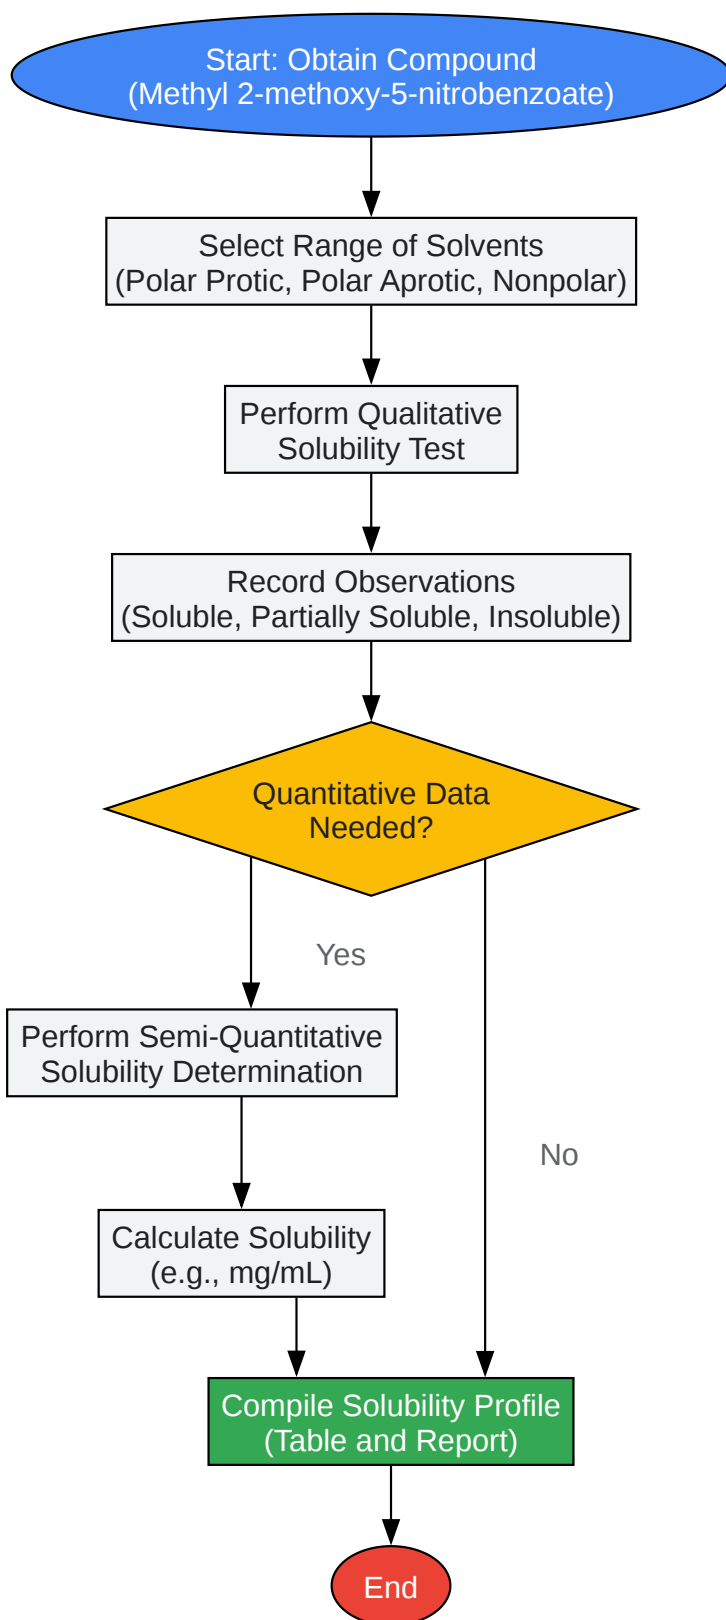 Start: Obtain Compound
(Methyl 2-methoxy-5-nitrobenzoate)
Select Range of Solvents
(Polar Protic, Polar Aprotic, Nonpolar)
Perform Qualitative
Solubility Test
Record Observations
(Soluble, Partially Soluble, Insoluble)
Quantitative Data
Needed?
Yes
Perform Semi-Quantitative
Solubility Determination
No
Calculate Solubility
(e.g., mg/mL)
Compile Solubility Profile
(Table and Report)
End